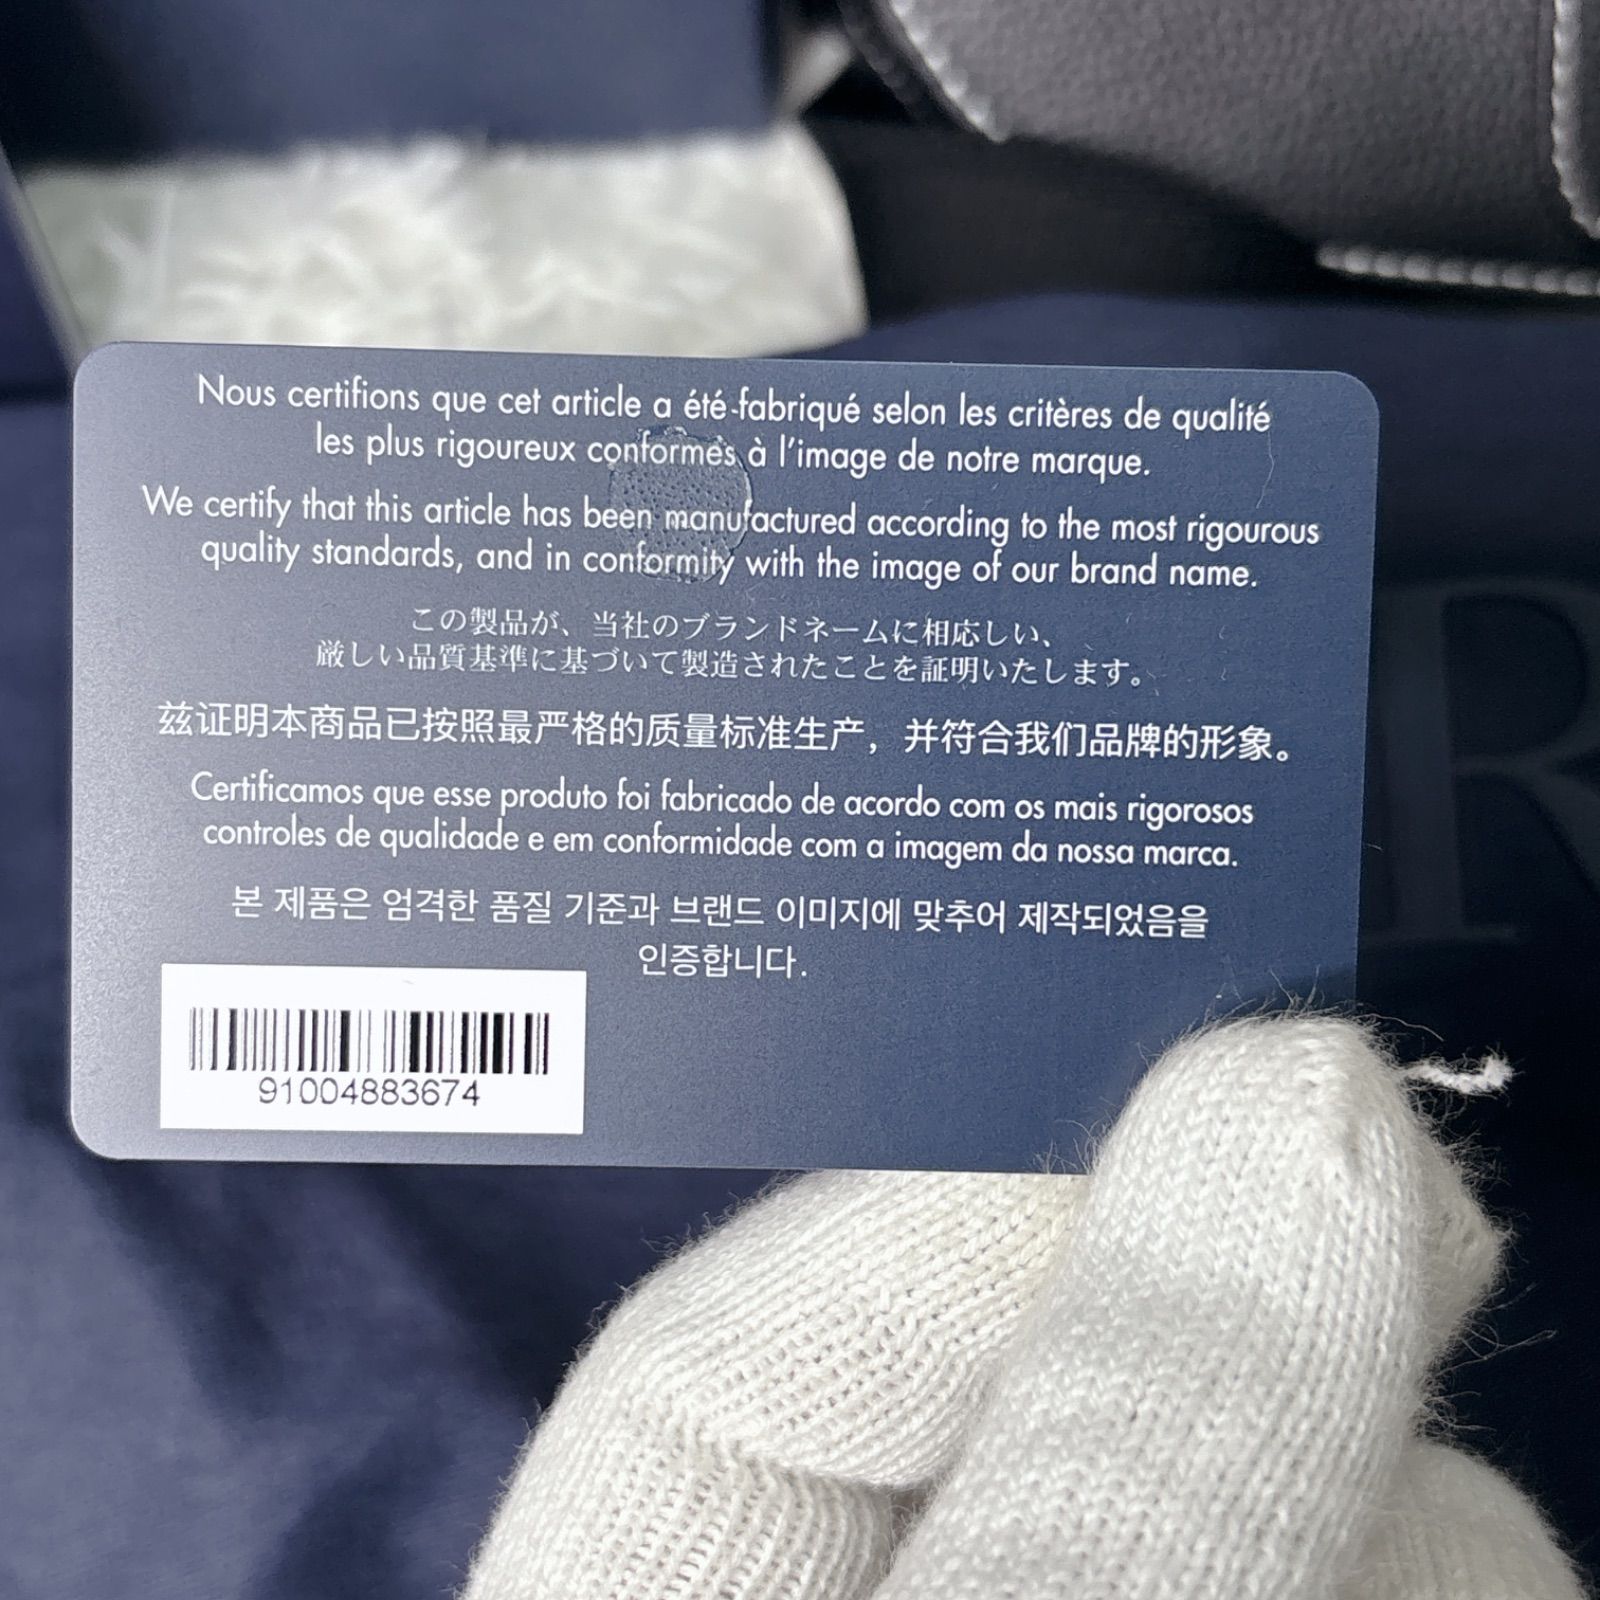 Nous certifions que cet article a été fabriqué selon les critères de qualité
les plus rigoureux conformes à l'image de notre marque.
We certify that this article has been manufactured according to the most rigourous
quality standards, and in conformity with the image of our brand name.
この製品が、当社のブランドネームに相応しい、
厳しい品質基準に基づいて製造されたことを証明いたします。
兹证明本商品已按照最严格的质量标准生产，并符合我们品牌的形象。
Certificamos que esse produto foi fabricado de acordo com os mais rigorosos
controles de qualidade e em conformidade com a imagem da nossa marca.
본 제품은 엄격한 품질 기준과 브랜드 이미지에 맞추어 제작되었음을
인증합니다.
91004883674
R